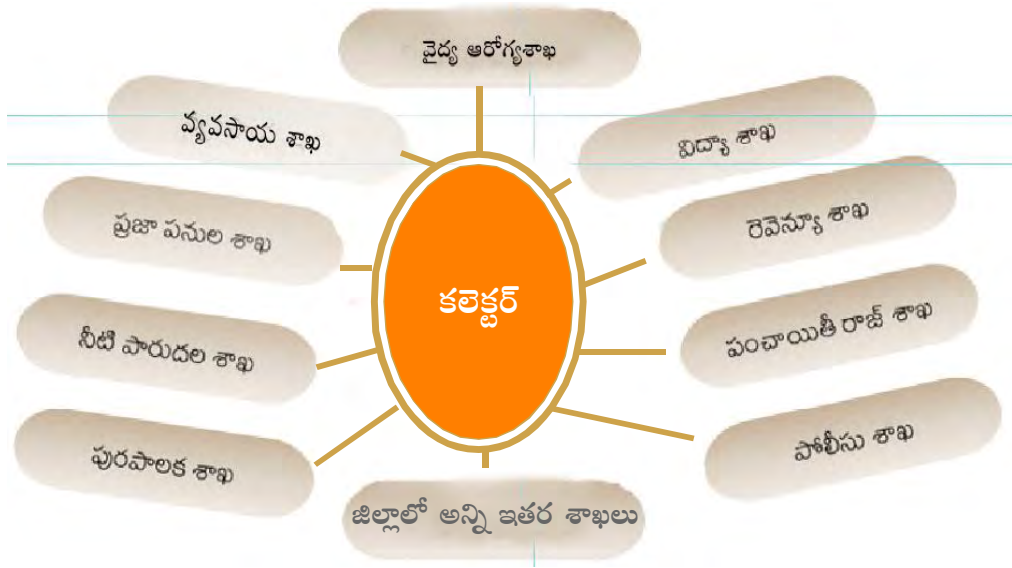 వైద్య ఆరోగ్యశాఖ
వ్యవసాయ శాఖ
విద్యా శాఖ
ప్రజా పనుల శాఖ
రెవెన్యూ శాఖ
కలెక్టర్
నీటి పారుదల శాఖ
పంచాయితీ రాజ్ శాఖ
పురపాలక శాఖ
పోలీసు శాఖ
జిల్లాలో అన్ని ఇతర శాఖలు